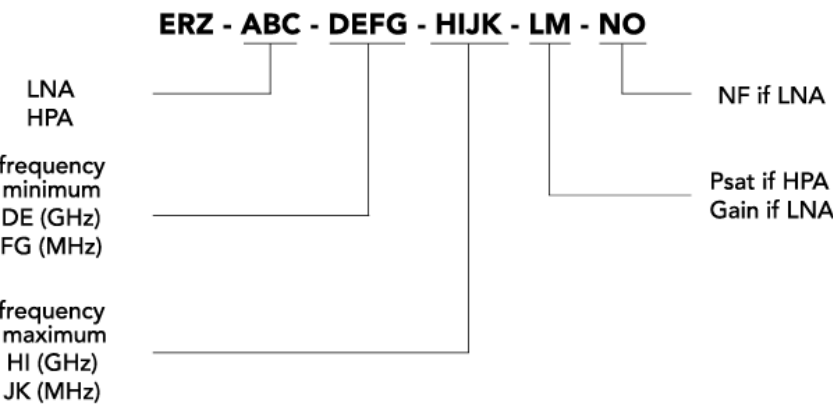 ERZ - ABC - DEFG - HIJK - LM - NO
LNA
HPA
frequency
minimum
DE (GHz)
FG (MHz)
frequency
maximum
HI (GHz)
JK (MHz)
NF if LNA
Psat if HPA
Gain if LNA